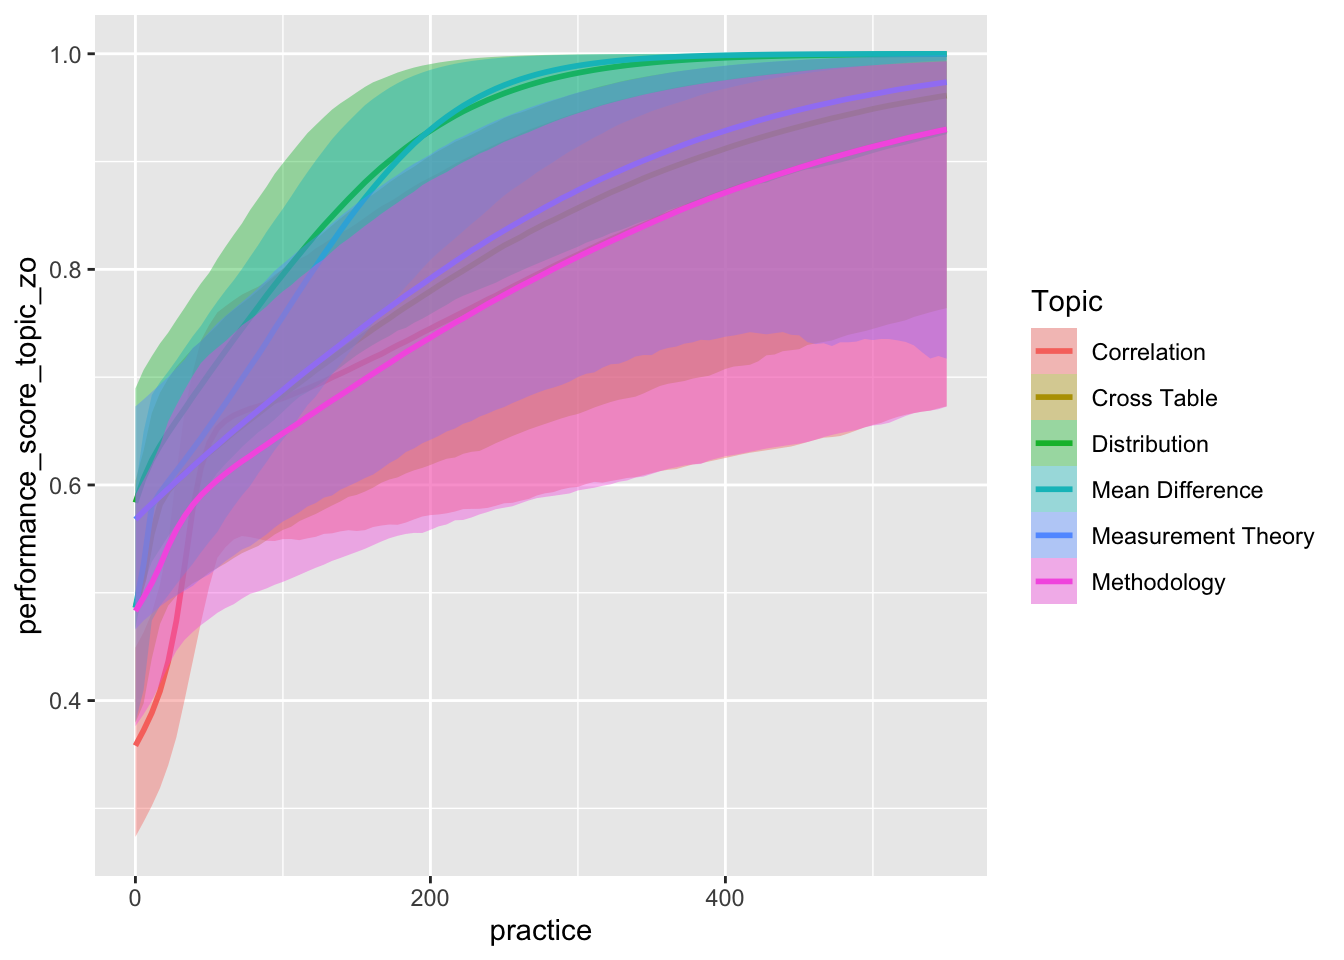 1.0
0.8
0.6
0.4
performance_score_topic_zo
0
200
400
practice
Topic
Correlation
Cross Table
Distribution
Mean Difference
Measurement Theory
Methodology